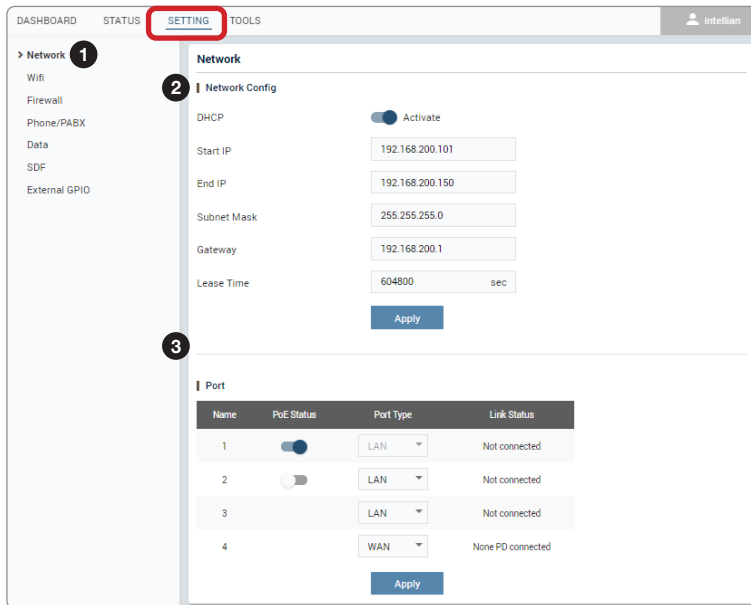 DASHBOARD STATUS SETTING TOOLS intellian
Network 1
Wifi
Firewall
Phone/PABX
Data
SDF
External GPIO
Network
2 Network Config
DHCP Activate
Start IP 192.168.200.101
End IP 192.168.200.150
Subnet Mask 255.255.255.0
Gateway 192.168.200.1
Lease Time 604800 sec
Apply
3
Port
Name PoE Status Port Type Link Status
1 LAN Not connected
2 LAN Not connected
3 LAN Not connected
4 WAN None PD connected
Apply